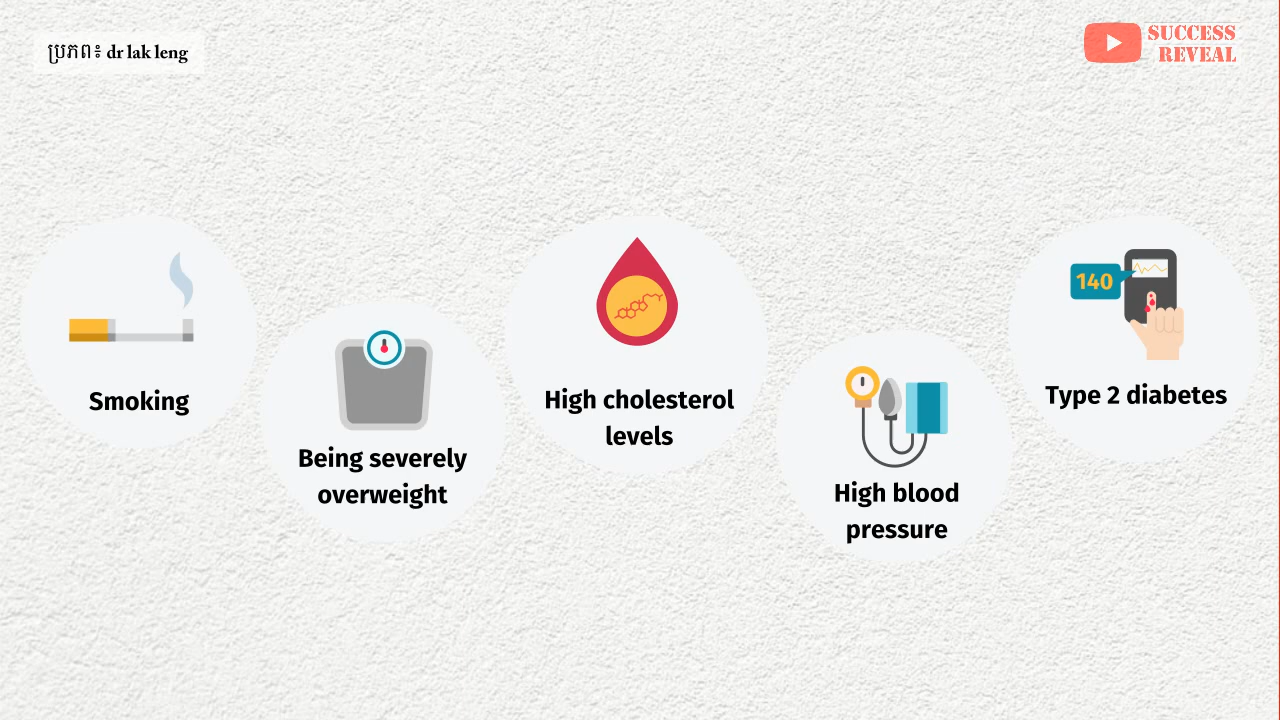 ប្រភព៖ dr lak leng
SUCCESS
REVEAL
Smoking
Being severely
overweight
High cholesterol
levels
High blood
pressure
140
Type 2 diabetes